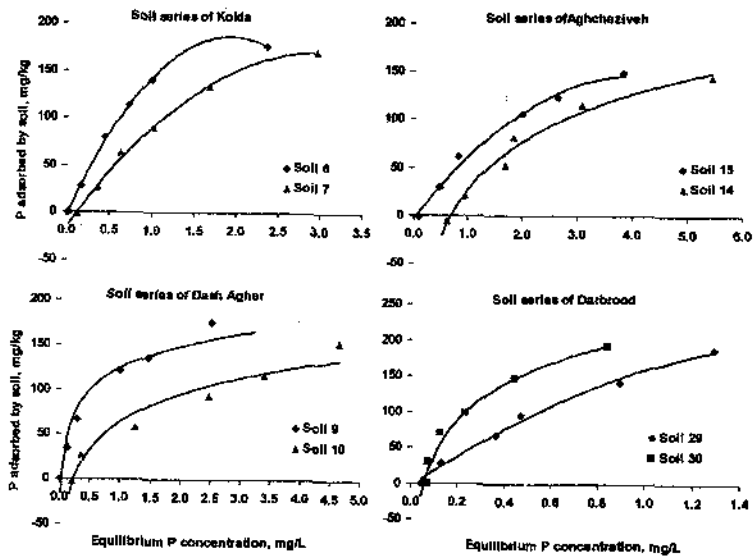 Soil series of Kolda
P adsorbed by soil, mg/kg
200
150
100
50
0
-50
0.0 0.5 1.0 1.5 2.0 2.5 3.0 3.5
Soil 6
Soil 7
Soil series of Aghchaziveh
200
150
100
50
0
-50
0.0 1.0 2.0 3.0 4.0 5.0 6.0
Soil 15
Soil 14
Soil series of Dash Agher
P adsorbed by soil, mg/kg
200
150
100
50
0
-50
0.0 0.5 1.0 1.5 2.0 2.5 3.0 3.5 4.0 4.5 5.0
Soil 9
Soil 10
Equilibrium P concentration, mg/L
Soil series of Darbrood
250
200
150
100
50
0
-50
0.0 0.2 0.4 0.6 0.8 1.0 1.2 1.4
Soil 29
Soil 30
Equilibrium P concentration, mg/L